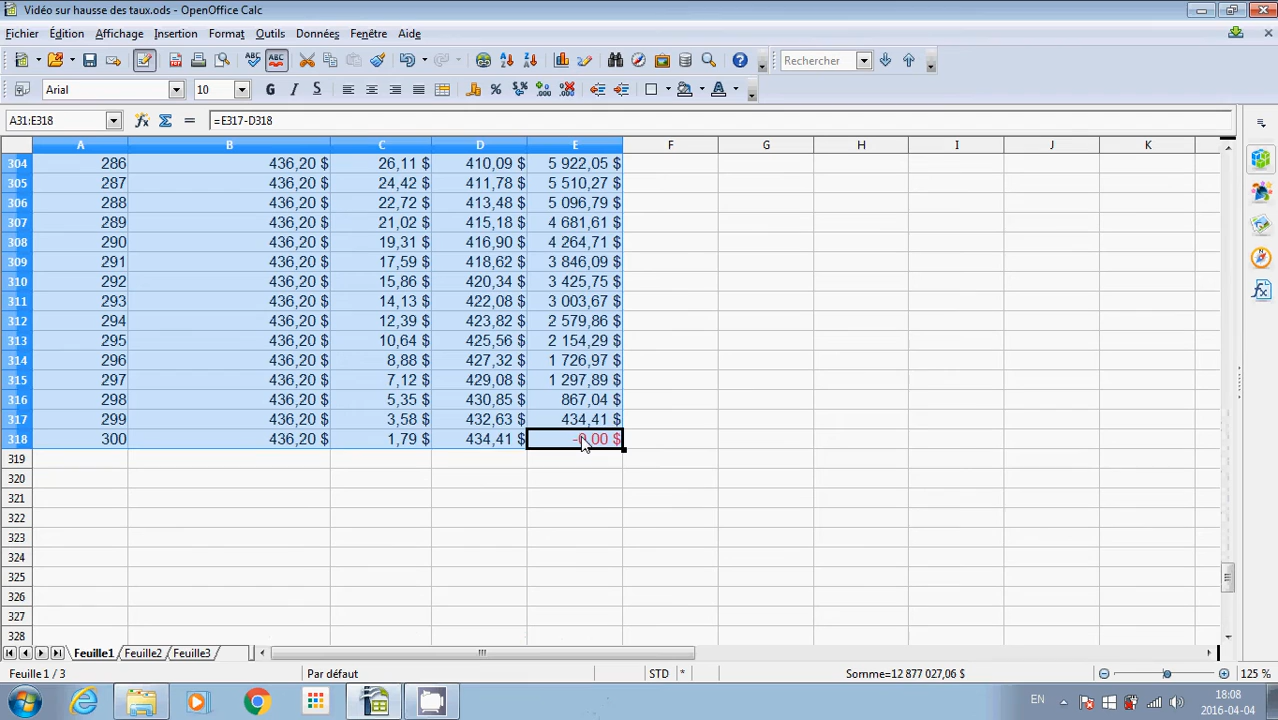 Vidéo sur hausse des taux.ods - OpenOffice Calc
Fichier Édition Affichage Insertion Format Outils Données Fenêtre Aide
Rechercher
Arial 10
A31:E318 =E317-D318
A B C D E F G H I J K
304 286 436,20 $ 26,11 $ 410,09 $ 5 922,05 $
305 287 436,20 $ 24,42 $ 411,78 $ 5 510,27 $
306 288 436,20 $ 22,72 $ 413,48 $ 5 096,79 $
307 289 436,20 $ 21,02 $ 415,18 $ 4 681,61 $
308 290 436,20 $ 19,31 $ 416,90 $ 4 264,71 $
309 291 436,20 $ 17,59 $ 418,62 $ 3 846,09 $
310 292 436,20 $ 15,86 $ 420,34 $ 3 425,75 $
311 293 436,20 $ 14,13 $ 422,08 $ 3 003,67 $
312 294 436,20 $ 12,39 $ 423,82 $ 2 579,86 $
313 295 436,20 $ 10,64 $ 425,56 $ 2 154,29 $
314 296 436,20 $ 8,88 $ 427,32 $ 1 726,97 $
315 297 436,20 $ 7,12 $ 429,08 $ 1 297,89 $
316 298 436,20 $ 5,35 $ 430,85 $ 867,04 $
317 299 436,20 $ 3,58 $ 432,63 $ 434,41 $
318 300 436,20 $ 1,79 $ 434,41 $ -0,00 $
319
320
321
322
323
324
325
326
327
328
Feuille1 Feuille2 Feuille3
Feuille 1 / 3 Par défaut STD * Somme=12 877 027,06 $ 125 %
EN 18:08
2016-04-04